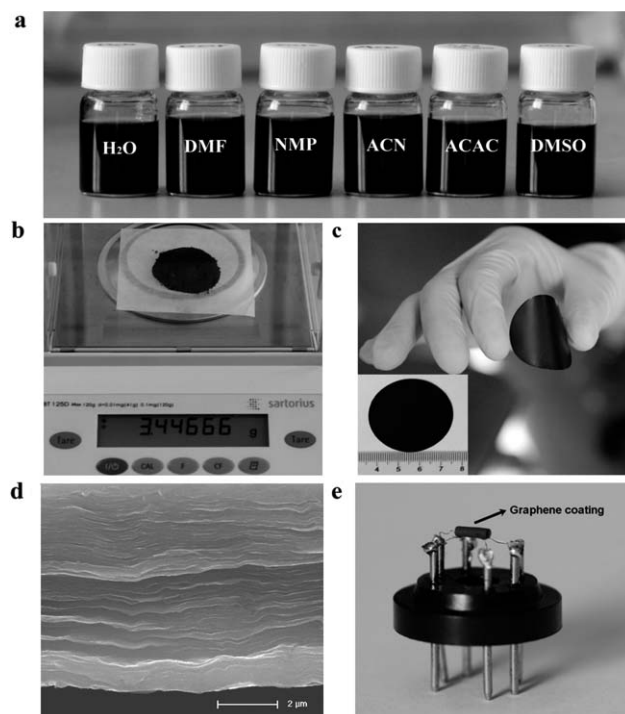 a
H₂O
DMF
NMP
ACN
ACAC
DMSO
b
sartorius
3.44666 g
Tare
I/⏻
CAL
F
CF
Tare
c
4 5 6 7 8
d
2 µm
e
Graphene coating